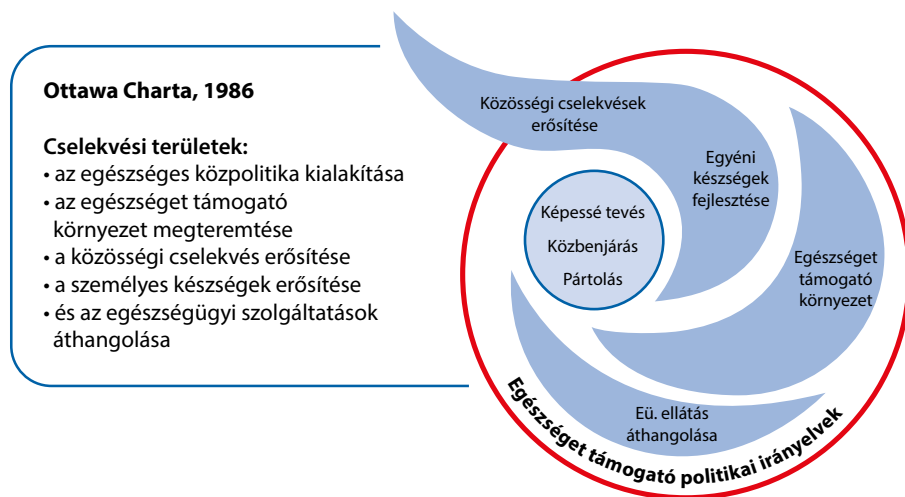 Ottawa Charta, 1986
Cselekvési területek:
• az egészséges közpolitika kialakítása
• az egészséget támogató
környezet megteremtése
• a közösségi cselekvés erősítése
• a személyes készségek erősítése
• és az egészségügyi szolgáltatások
áthangolása
Közösségi cselekvések
erősítése
Egyéni
készségek
fejlesztése
Képessé tevés
Közbenjárás
Pártolás
Egészséget
támogató
környezet
Eü. ellátás
áthangolása
Egészséget támogató politikai irányelvek